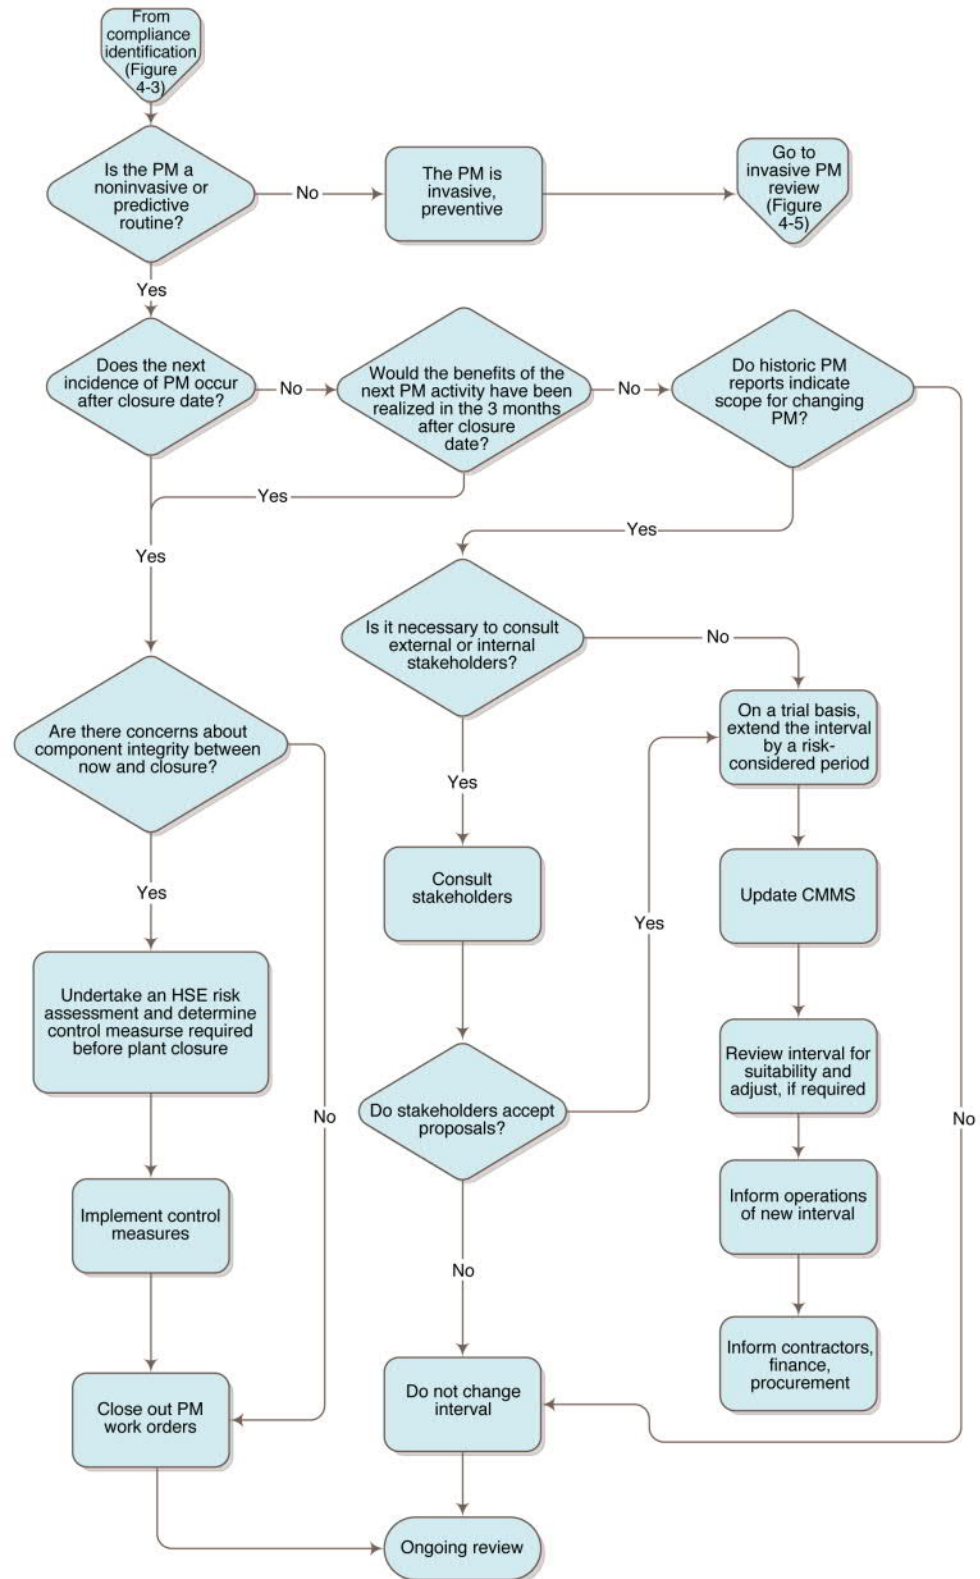 From
compliance
identification
(Figure
4-3)
Is the PM a
noninvasive or
predictive
routine?
No
The PM is
invasive,
preventive
Go to
invasive PM
review
(Figure
4-5)
Yes
Does the next
incidence of PM occur
after closure date?
No
Would the benefits of the
next PM activity have been
realized in the 3 months
after closure
date?
No
Do historic PM
reports indicate
scope for changing
PM?
Yes
Yes
Yes
Is it necessary to consult
external or internal
stakeholders?
No
On a trial basis,
extend the interval
by a risk-
considered period
Are there concerns about
component integrity between
now and closure?
Yes
Consult
stakeholders
Update CMMS
Yes
Yes
Undertake an HSE risk
assessment and determine
control measurse required
before plant closure
Review interval for
suitability and
adjust, if required
No
Do stakeholders accept
proposals?
No
Implement control
measures
Inform operations
of new interval
No
Inform contractors,
finance,
procurement
Close out PM
work orders
Do not change
interval
Ongoing review